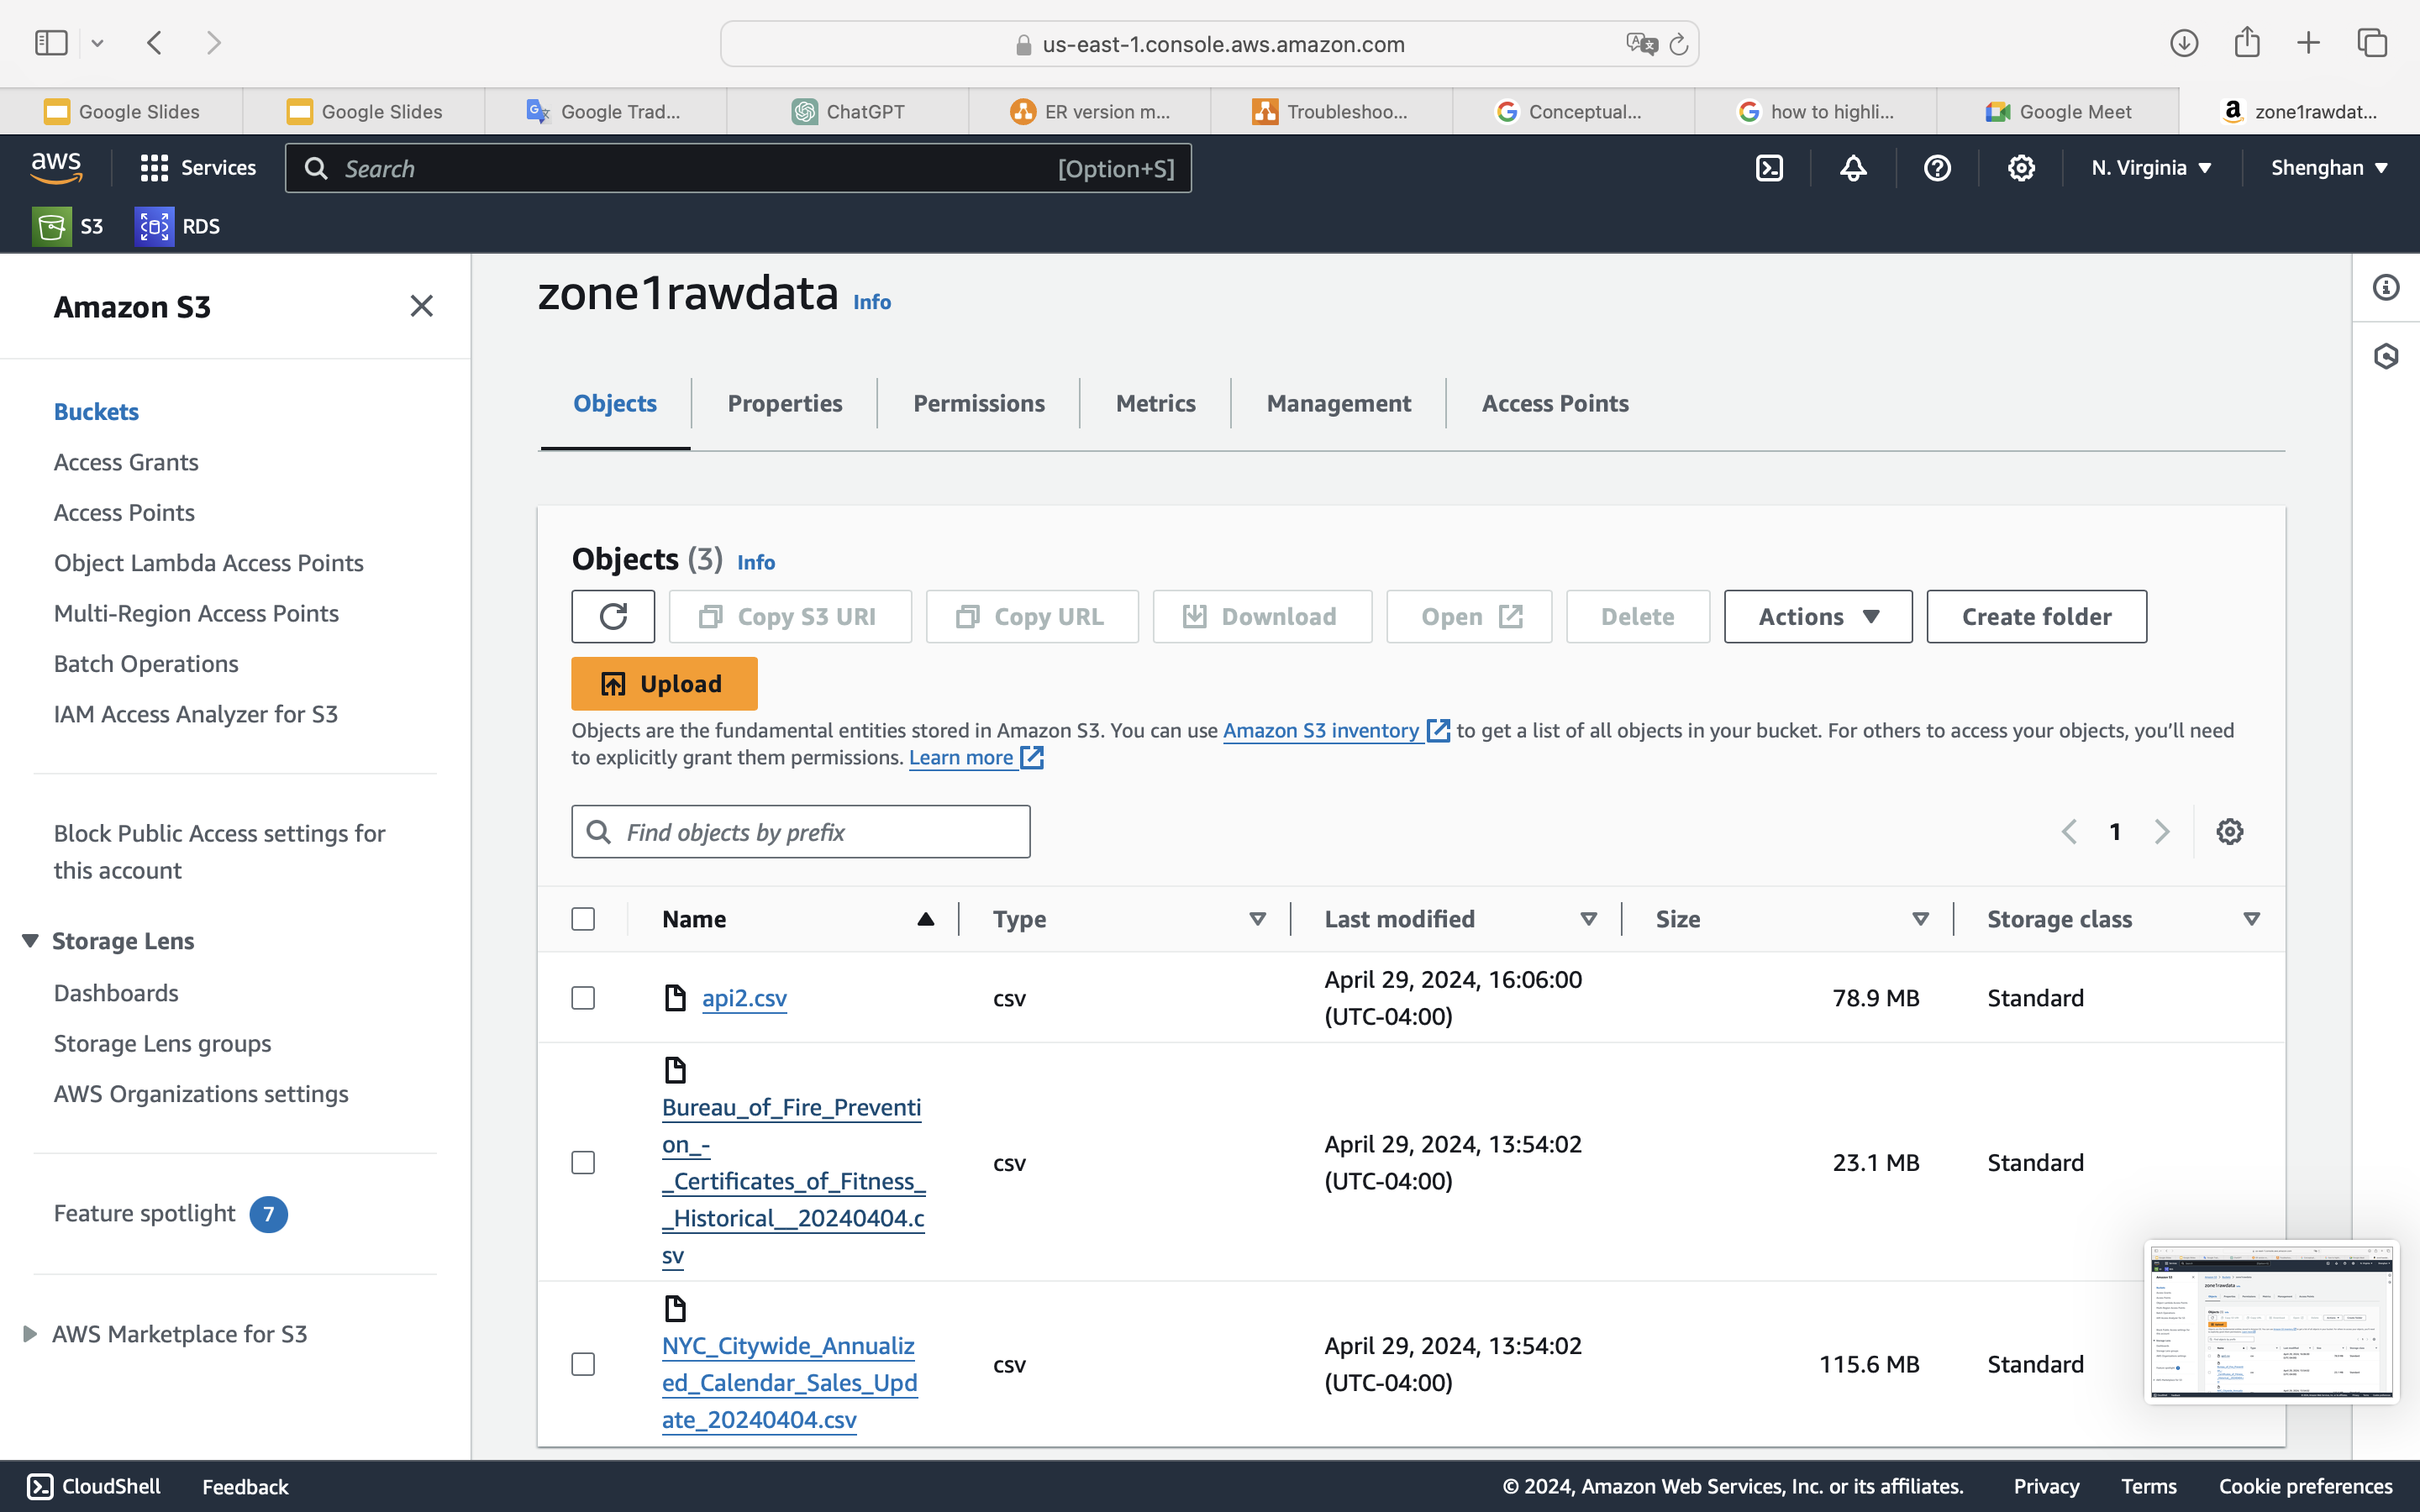 us-east-1.console.aws.amazon.com
Google Slides
Google Slides
Google Trad...
ChatGPT
ER version m...
Troubleshoo...
Conceptual...
how to highli...
Google Meet
zone1rawdat...
aws
Services
Search
[Option+S]
N. Virginia
Shenghan
S3
RDS
Amazon S3
Buckets
Access Grants
Access Points
Object Lambda Access Points
Multi-Region Access Points
Batch Operations
IAM Access Analyzer for S3
Block Public Access settings for
this account
Storage Lens
Dashboards
Storage Lens groups
AWS Organizations settings
Feature spotlight 7
AWS Marketplace for S3
zone1rawdata Info
Objects
Properties
Permissions
Metrics
Management
Access Points
Objects (3) Info
Copy S3 URI
Copy URL
Download
Open
Delete
Actions
Create folder
Upload
Objects are the fundamental entities stored in Amazon S3. You can use Amazon S3 inventory to get a list of all objects in your bucket. For others to access your objects, you’ll need
to explicitly grant them permissions. Learn more
Find objects by prefix
1
Name
Type
Last modified
Size
Storage class
api2.csv
csv
April 29, 2024, 16:06:00
(UTC-04:00)
78.9 MB
Standard
Bureau_of_Fire_Preventi
on_-
_Certificates_of_Fitness_
_Historical__20240404.c
sv
csv
April 29, 2024, 13:54:02
(UTC-04:00)
23.1 MB
Standard
NYC_Citywide_Annualiz
ed_Calendar_Sales_Upd
ate_20240404.csv
csv
April 29, 2024, 13:54:02
(UTC-04:00)
115.6 MB
Standard
CloudShell
Feedback
© 2024, Amazon Web Services, Inc. or its affiliates.
Privacy
Terms
Cookie preferences